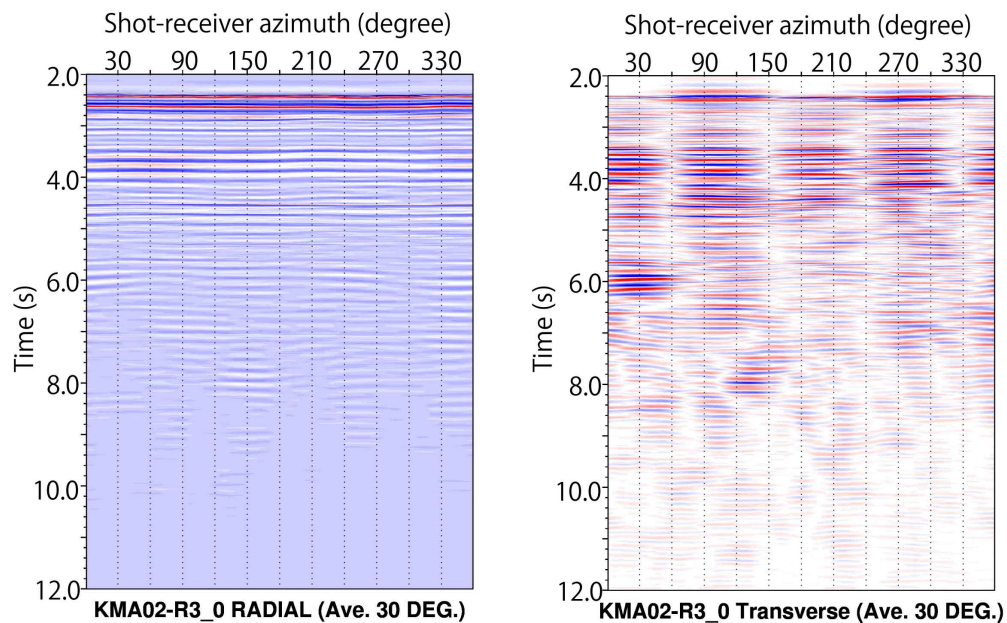 Shot-receiver azimuth (degree)
30 90 150 210 270 330
2.0
4.0
6.0
8.0
10.0
12.0
Time (s)
KMA02-R3_0 RADIAL (Ave. 30 DEG.)
Shot-receiver azimuth (degree)
30 90 150 210 270 330
2.0
4.0
6.0
8.0
10.0
12.0
Time (s)
KMA02-R3_0 Transverse (Ave. 30 DEG.)